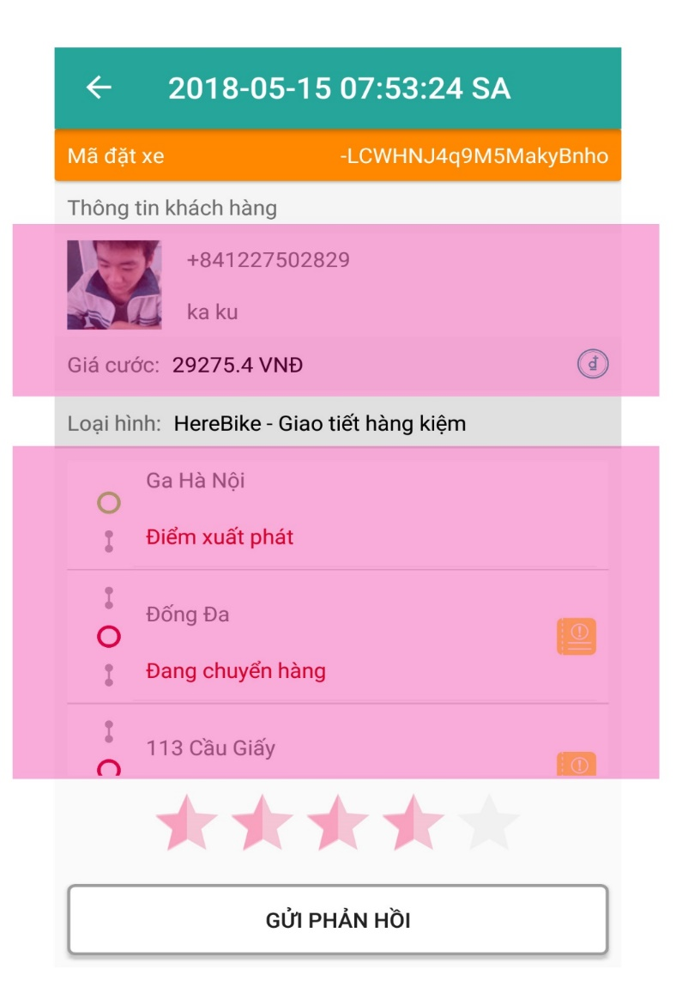 2018-05-15 07:53:24 SA
Mã đặt xe -LCWHNJ4q9M5MakyBnho
Thông tin khách hàng
+841227502829
ka ku
Giá cước: 29275.4 VNĐ ₫
Loại hình: HereBike - Giao tiết hàng kiệm
Ga Hà Nội
Điểm xuất phát
Đống Đa
Đang chuyển hàng
113 Cầu Giấy
GỬI PHẢN HỒI